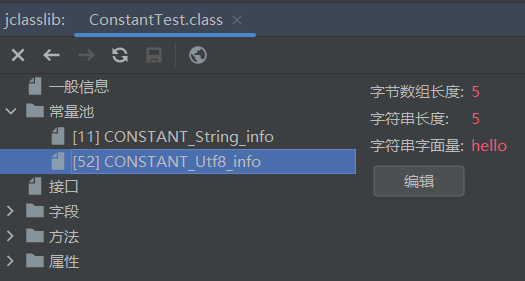 jclasslib: ConstantTest.class
一般信息
常量池
[11] CONSTANT_String_info
[52] CONSTANT_Utf8_info
接口
字段
方法
属性
字节数组长度: 5
字符串长度: 5
字符串字面量: hello
编辑